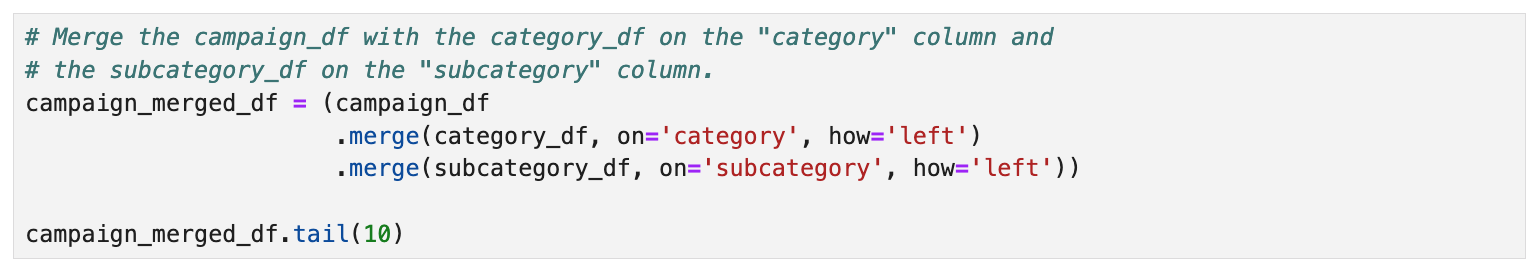 # Merge the campaign_df with the category_df on the "category" column and
# the subcategory_df on the "subcategory" column.
campaign_merged_df = (campaign_df
                      .merge(category_df, on='category', how='left')
                      .merge(subcategory_df, on='subcategory', how='left'))

campaign_merged_df.tail(10)